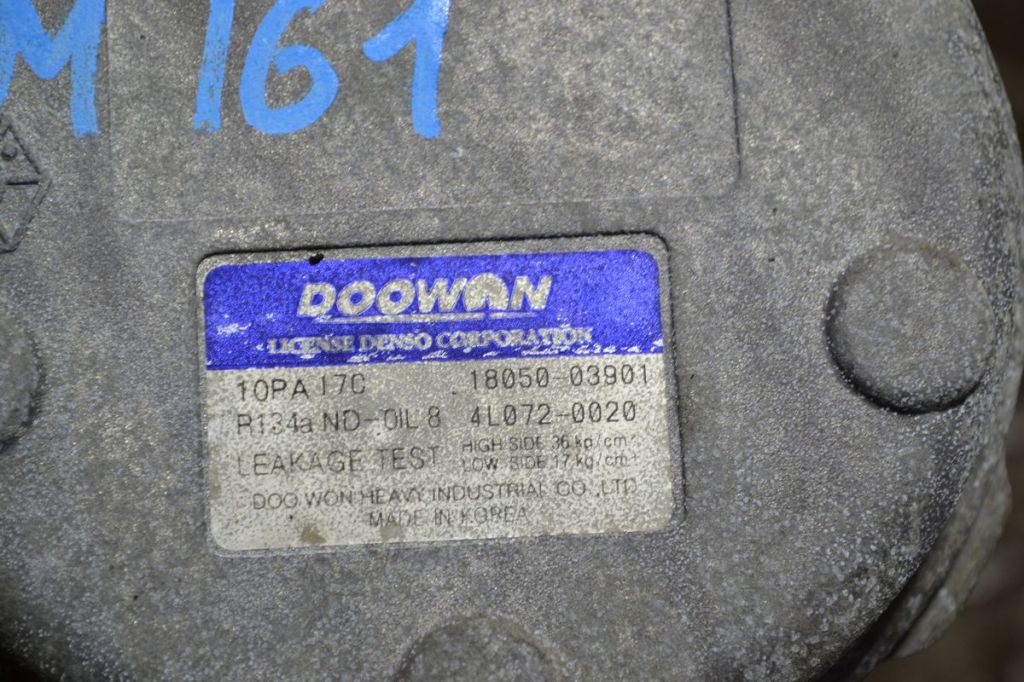 M 161
DOOWON
LICENSE DENSO CORPORATION
10PA17C 18050-03901
R134a ND-OIL 8 4L072-0020
LEAKAGE TEST HIGH SIDE 36 kg/cm²
LOW SIDE 17 kg/cm²
DOO WON HEAVY INDUSTRIAL CO.,LTD
MADE IN KOREA